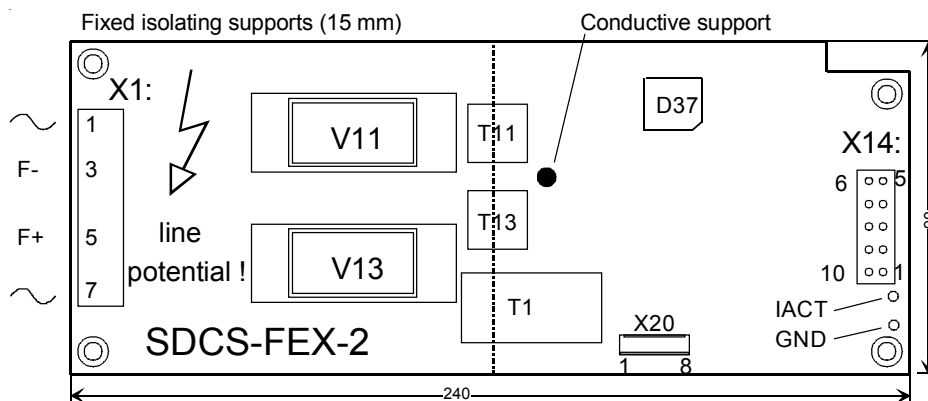 Fixed isolating supports (15 mm) Conductive support
X1:
D37
1
V11
T11
X14:
F- 3
6 5
F+ 5
line
T13
potential !
V13
7
10 1
T1
IACT
X20
GND
SDCS-FEX-2
1 8
240